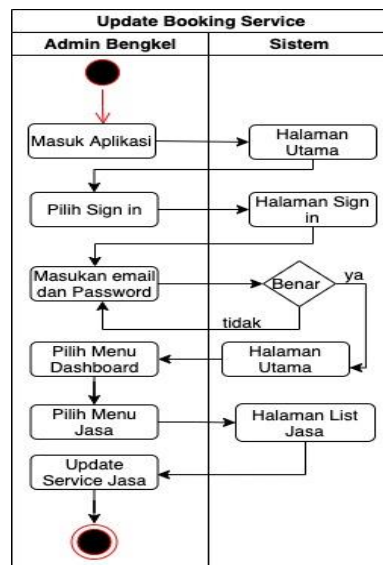 Update Booking Service
Admin Bengkel
Sistem
Masuk Aplikasi
Halaman
Utama
Pilih Sign in
Halaman Sign
in
Masukan email
dan Password
Benar
ya
tidak
Pilih Menu
Dashboard
Halaman
Utama
Pilih Menu
Jasa
Halaman List
Jasa
Update
Service Jasa